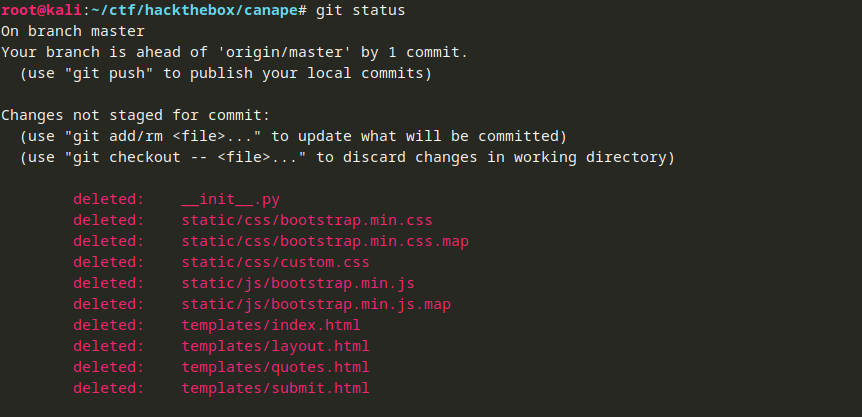 root@kali:~/ctf/hackthebox/canape# git status
On branch master
Your branch is ahead of 'origin/master' by 1 commit.
  (use "git push" to publish your local commits)

Changes not staged for commit:
  (use "git add/rm <file>..." to update what will be committed)
  (use "git checkout -- <file>..." to discard changes in working directory)

        deleted:    __init__.py
        deleted:    static/css/bootstrap.min.css
        deleted:    static/css/bootstrap.min.css.map
        deleted:    static/css/custom.css
        deleted:    static/js/bootstrap.min.js
        deleted:    static/js/bootstrap.min.js.map
        deleted:    templates/index.html
        deleted:    templates/layout.html
        deleted:    templates/quotes.html
        deleted:    templates/submit.html